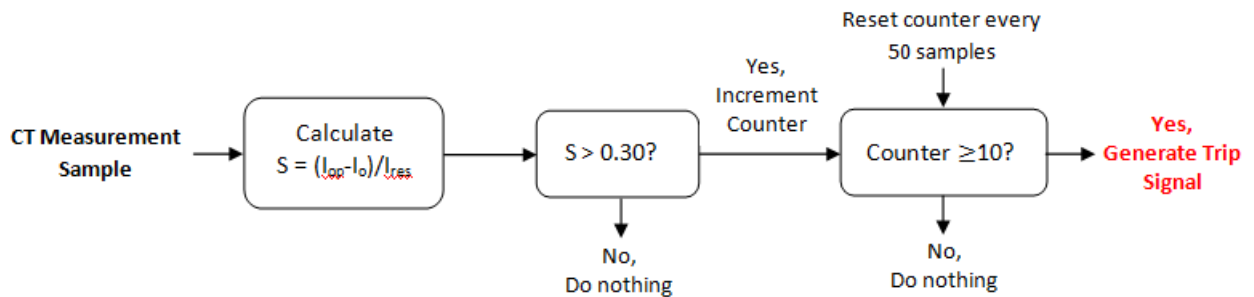 CT Measurement
Sample
Calculate
S = (Iop-Io)/Ires
S > 0.30?
No,
Do nothing
Yes,
Increment
Counter
Reset counter every
50 samples
Counter ≥10?
No,
Do nothing
Yes,
Generate Trip
Signal